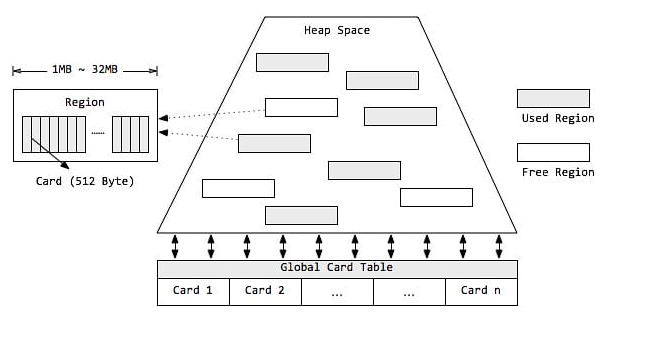 Heap Space
1MB ~ 32MB
Region
......
Card (512 Byte)
Used Region
Free Region
Global Card Table
Card 1
Card 2
...
...
Card n